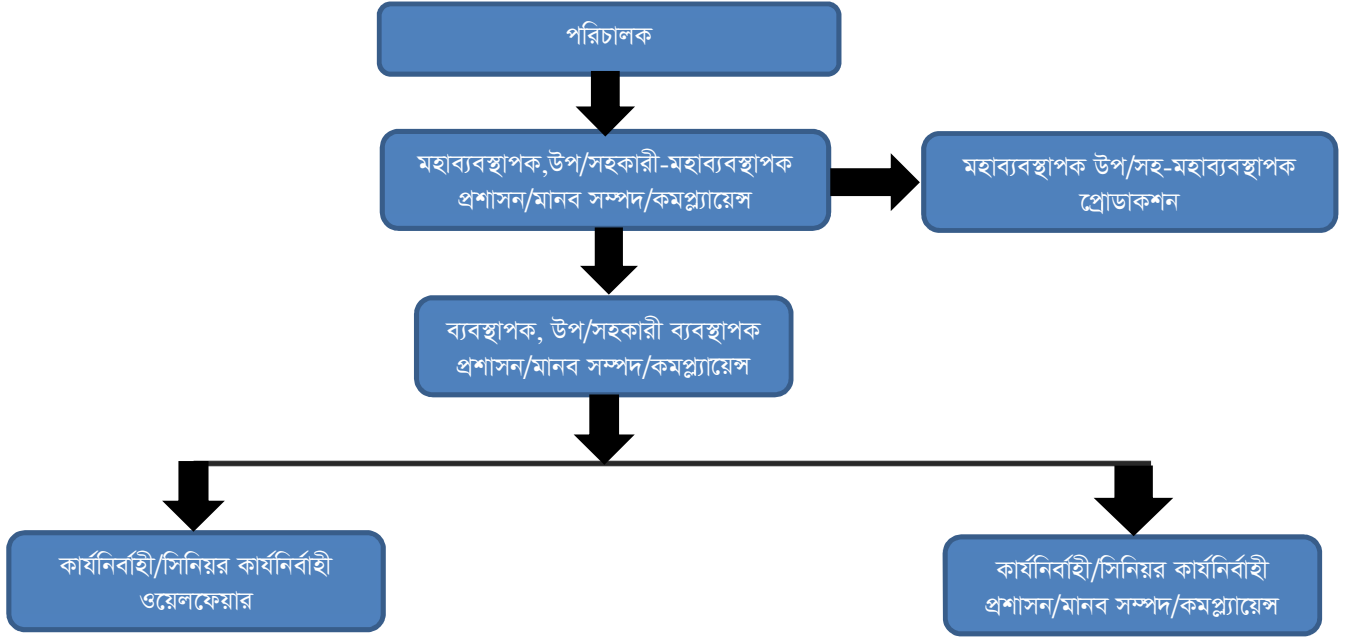 পরিচালক
মহাব্যবস্থাপক,উপ/সহকারী-মহাব্যবস্থাপক
প্রশাসন/মানব সম্পদ/কমপ্ল্যায়েন্স
মহাব্যবস্থাপক উপ/সহ-মহাব্যবস্থাপক
প্রোডাকশন
ব্যবস্থাপক, উপ/সহকারী ব্যবস্থাপক
প্রশাসন/মানব সম্পদ/কমপ্ল্যায়েন্স
কার্যনির্বাহী/সিনিয়র কার্যনির্বাহী
ওয়েলফেয়ার
কার্যনির্বাহী/সিনিয়র কার্যনির্বাহী
প্রশাসন/মানব সম্পদ/কমপ্ল্যায়েন্স